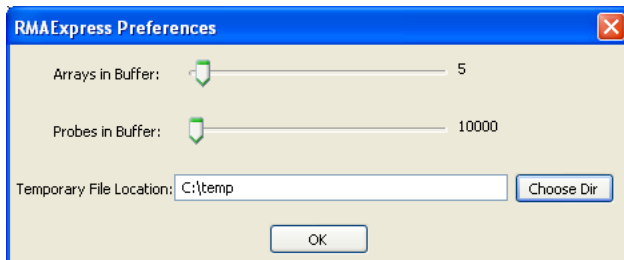 RMAExpress Preferences
Arrays in Buffer: 5
Probes in Buffer: 10000
Temporary File Location: C:\temp Choose Dir
OK